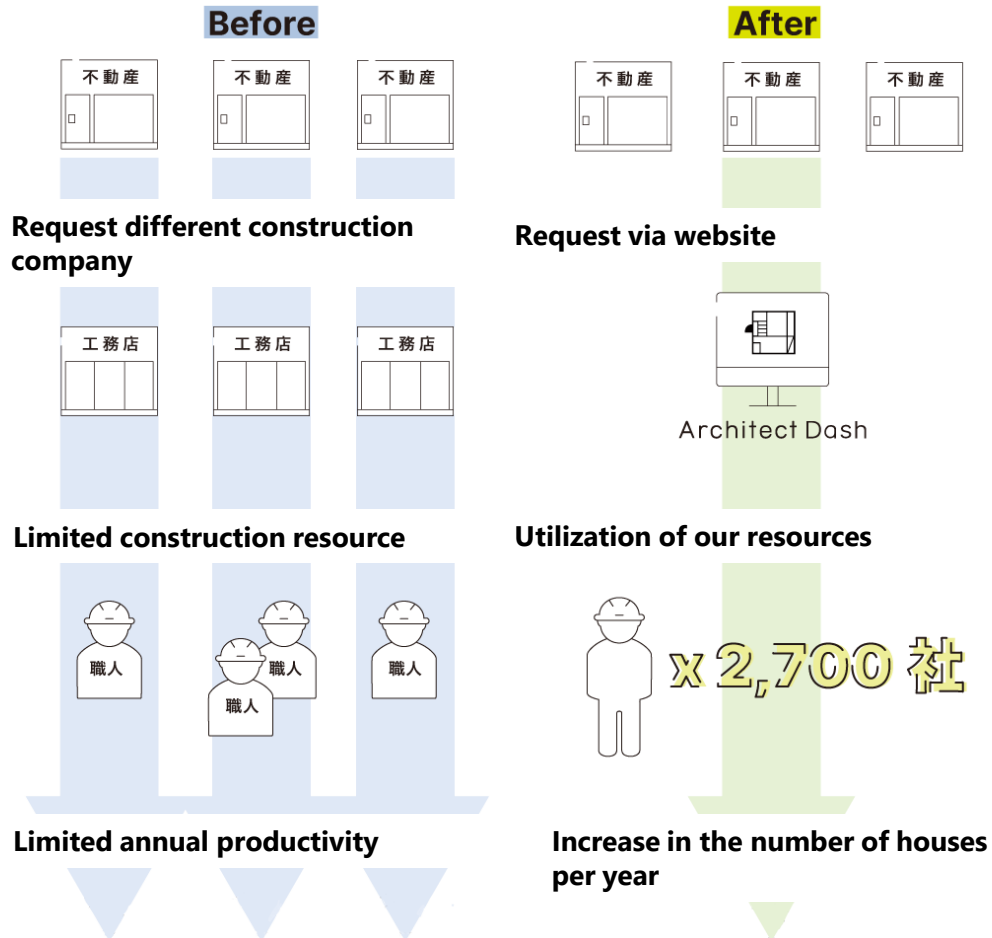 Before
不動産
不動産
不動産
Request different construction
company
工務店
工務店
工務店
Limited construction resource
職人
職人
職人
職人
Limited annual productivity
After
不動産
不動産
不動産
Request via website
Architect Dash
Utilization of our resources
x 2,700 社
Increase in the number of houses
per year